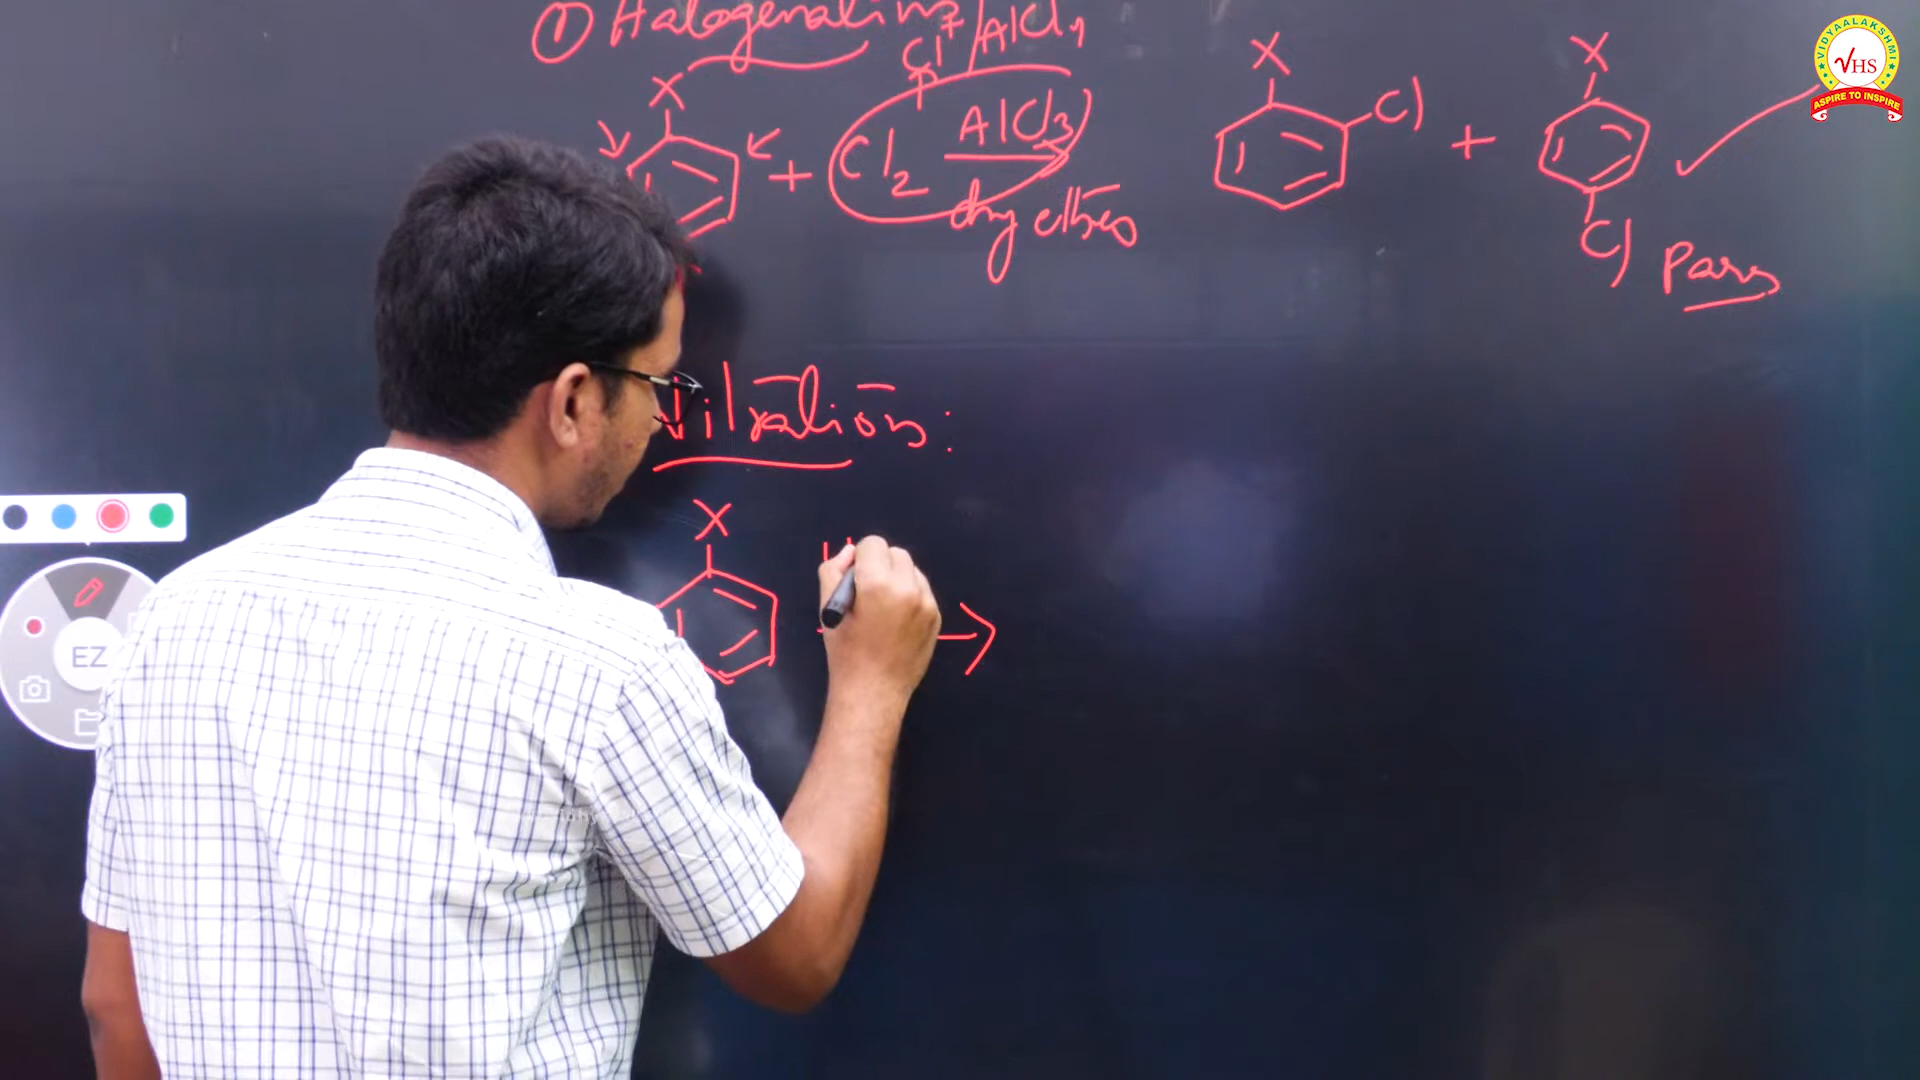 ① Halogenation
Cl⁺/AlCl₄
X
+ Cl₂ AlCl₃
dry ether
X
Cl
+
X
Cl
Para
Nitration:
X
H
EZ
VIDYAALAKSHMI
VHS
ASPIRE TO INSPIRE